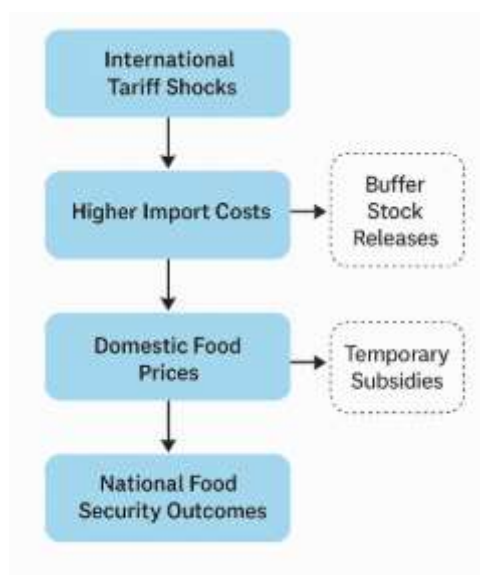 International
Tariff Shocks
Higher Import Costs
Buffer
Stock
Releases
Domestic Food
Prices
Temporary
Subsidies
National Food
Security Outcomes